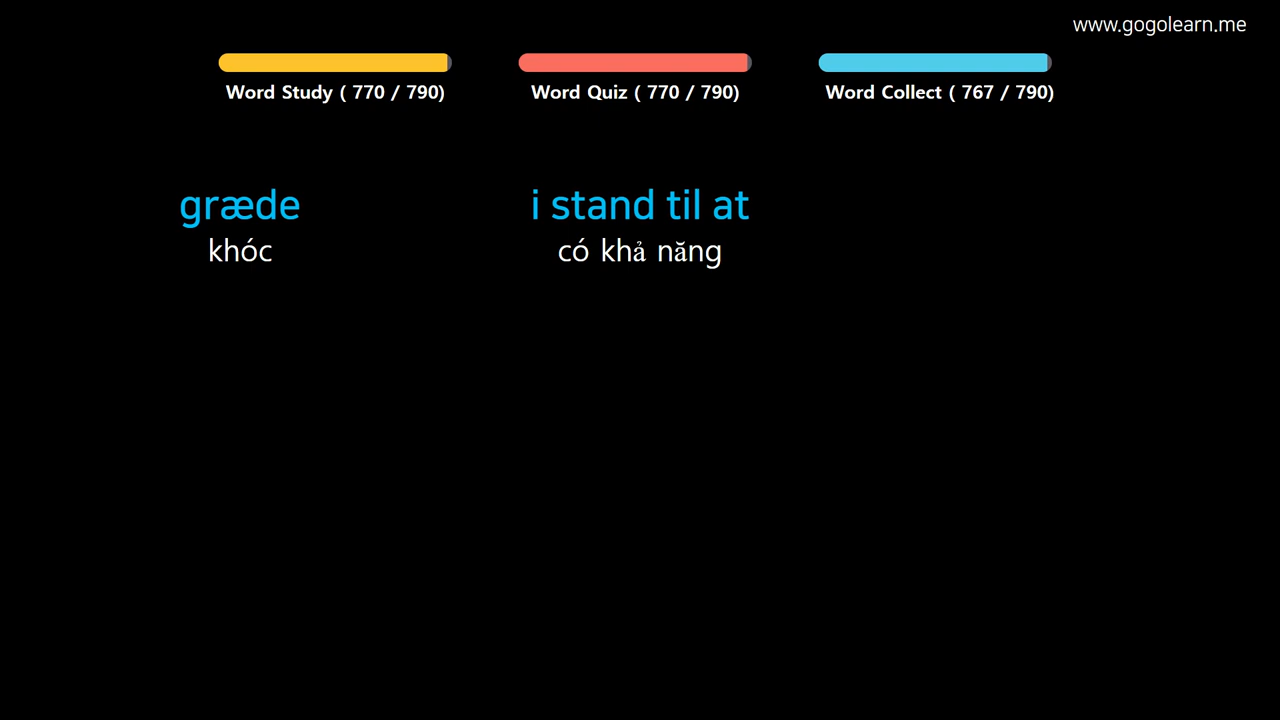 www.gogolearn.me
Word Study ( 770 / 790)
Word Quiz ( 770 / 790)
Word Collect ( 767 / 790)
græde
khóc
i stand til at
có khả năng